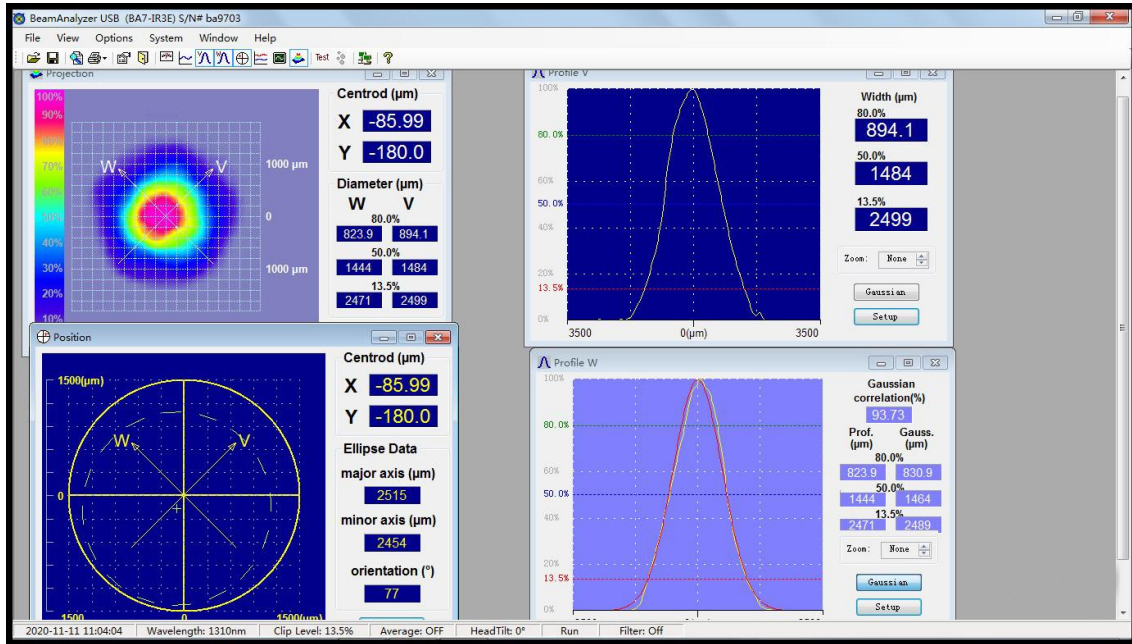 BeamAnalyzer USB (BA7-IR3E) S/N# ba9703
File View Options System Window Help
Test
Projection
100%
90%
80%
70%
60%
50%
40%
30%
20%
10%
W
V
1000 µm
0
1000 µm
Centrod (µm)
X -85.99
Y -180.0
Diameter (µm)
W V
80.0%
823.9 894.1
50.0%
1444 1484
13.5%
2471 2499
Profile V
100%
80.0%
60%
50.0%
40%
20%
13.5%
0%
3500 0(µm) 3500
Width (µm)
80.0%
894.1
50.0%
1484
13.5%
2499
Zoom: None
Gaussian
Setup
Position
1500(µm)
W
V
0
1500 0 1500(µm)
Centrod (µm)
X -85.99
Y -180.0
Ellipse Data
major axis (µm)
2515
minor axis (µm)
2454
orientation (°)
77
Profile W
100%
80.0%
60%
50.0%
40%
20%
13.5%
0%
3500 0(µm) 3500
Gaussian
correlation(%)
93.73
Prof. Gauss.
(µm) (µm)
80.0%
823.9 830.9
50.0%
1444 1464
13.5%
2471 2489
Zoom: None
Gaussian
Setup
2020-11-11 11:04:04 Wavelength: 1310nm Clip Level: 13.5% Average: OFF HeadTilt: 0° Run Filter: Off